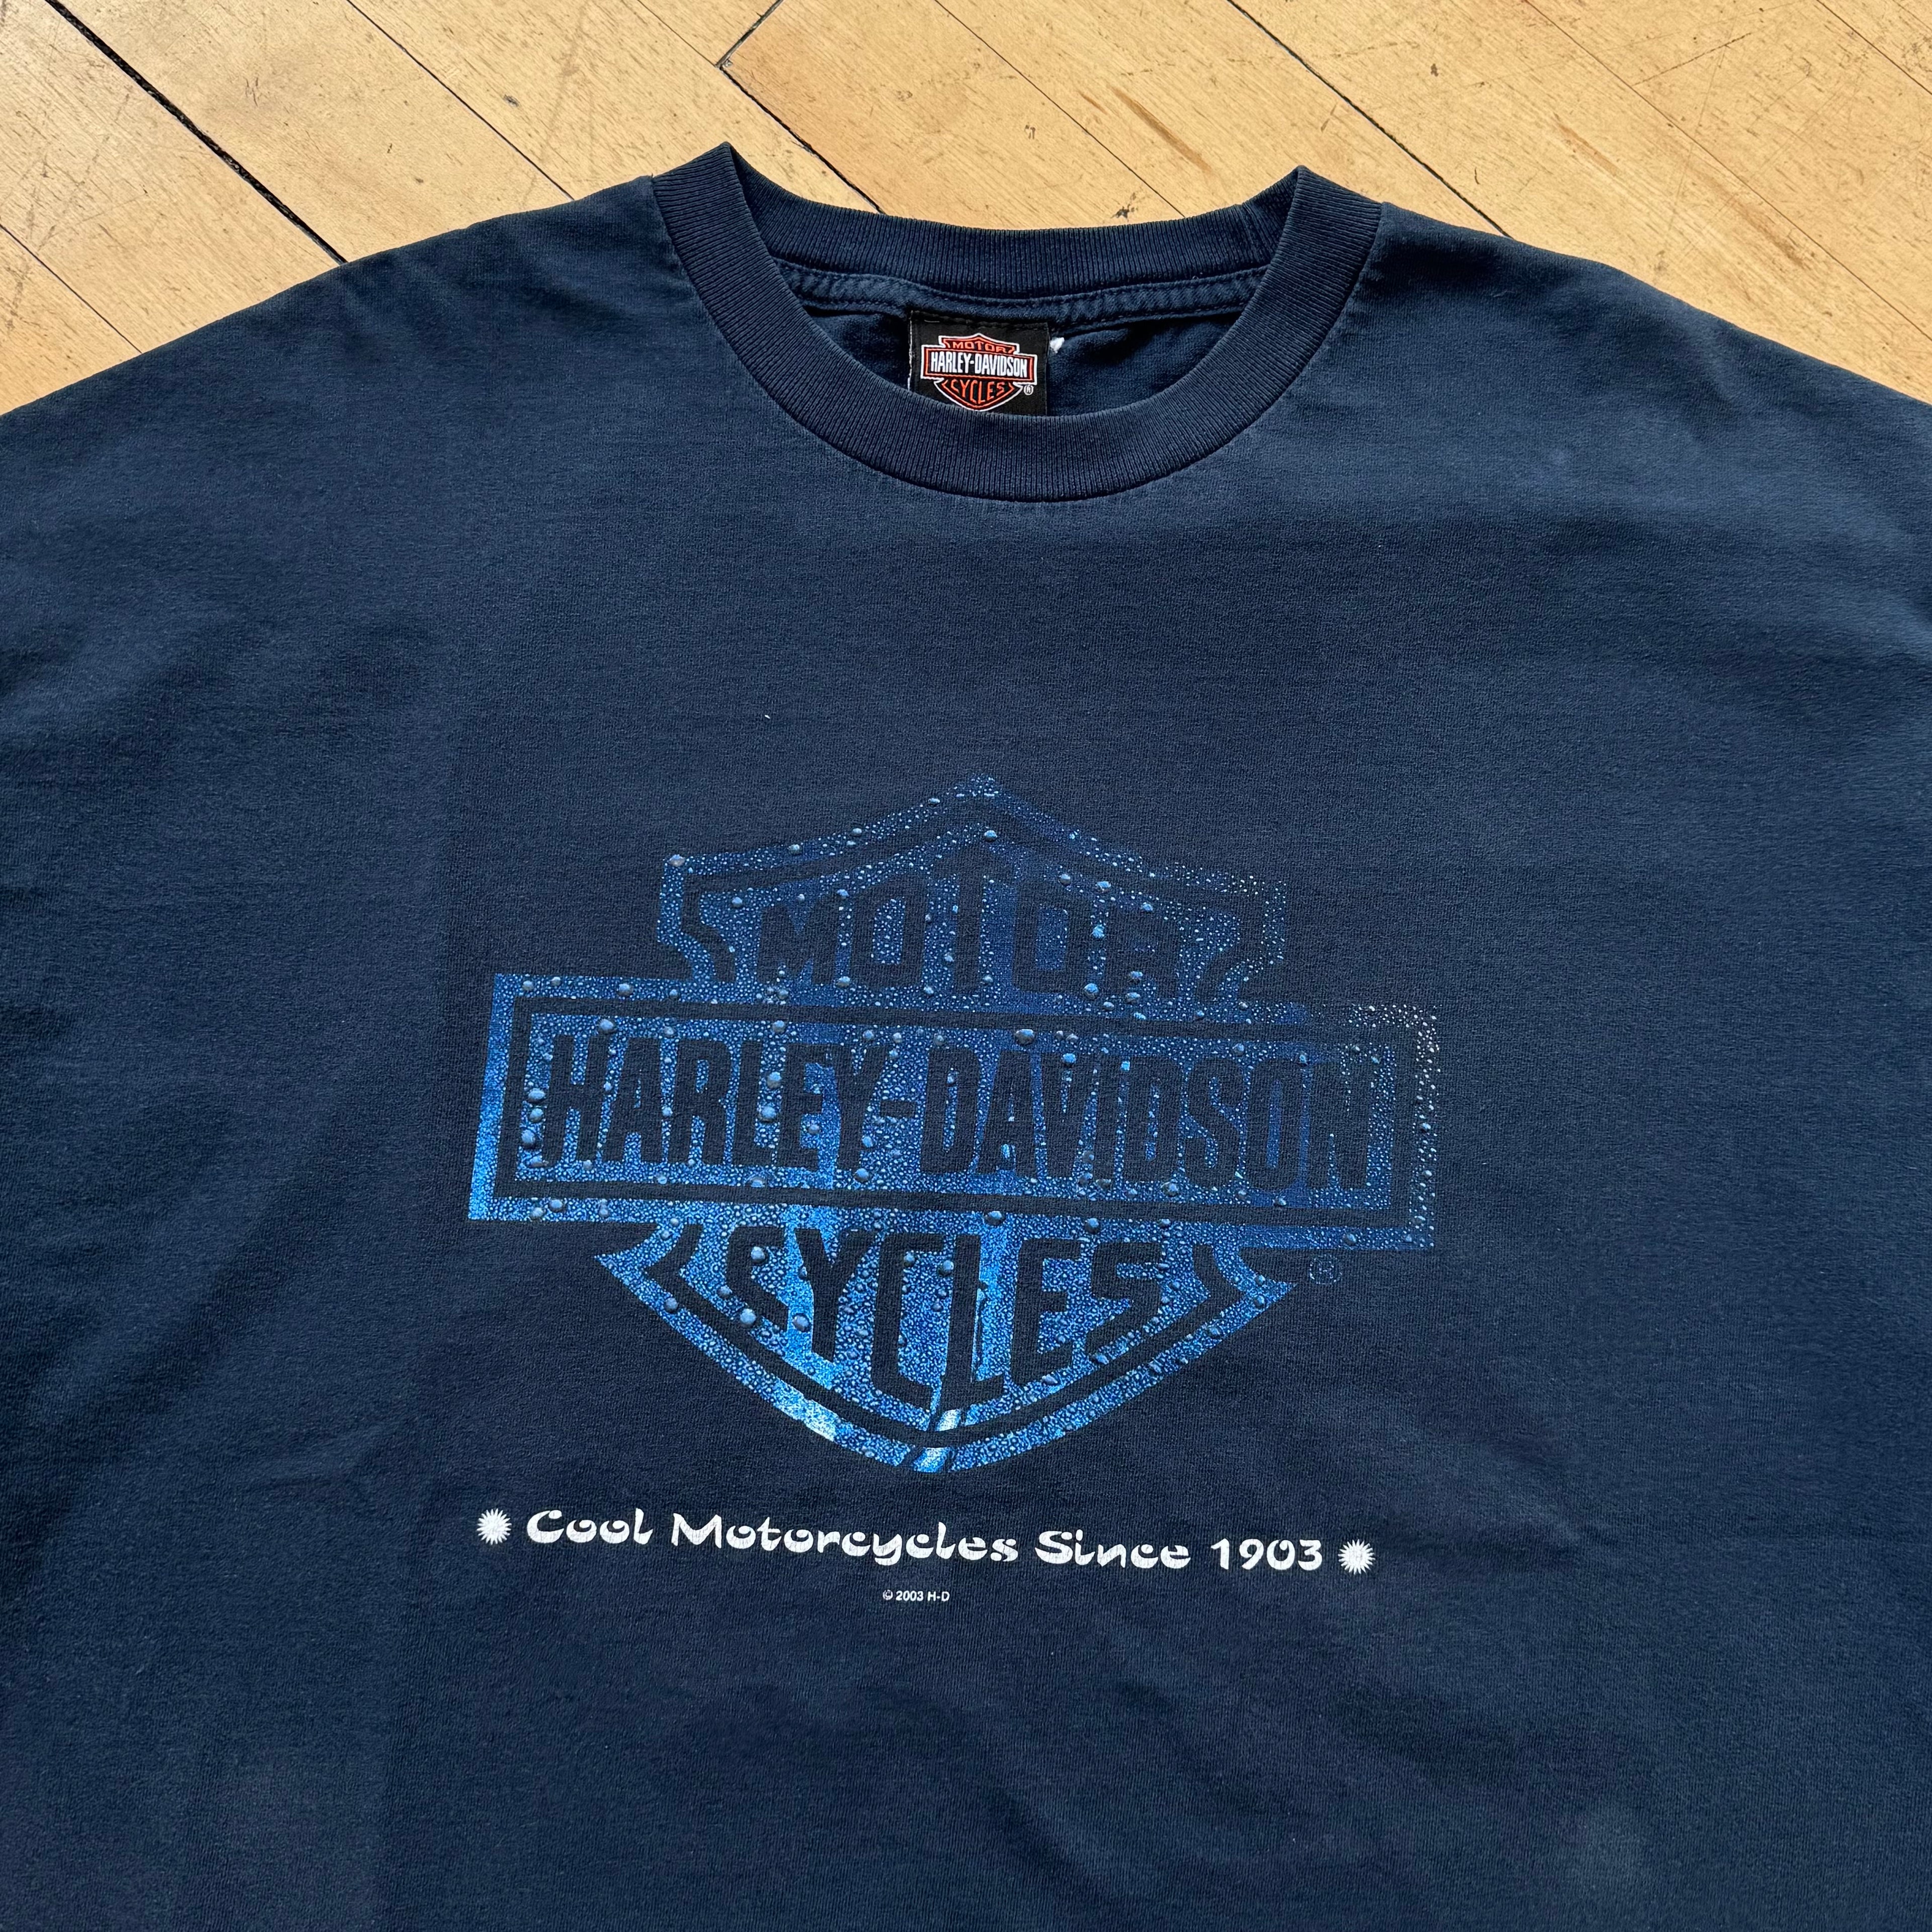 MOTOR
HARLEY-DAVIDSON
CYCLES
®
MOTOR
HARLEY-DAVIDSON
CYCLES
®
Cool Motorcycles Since 1903
© 2003 H-D